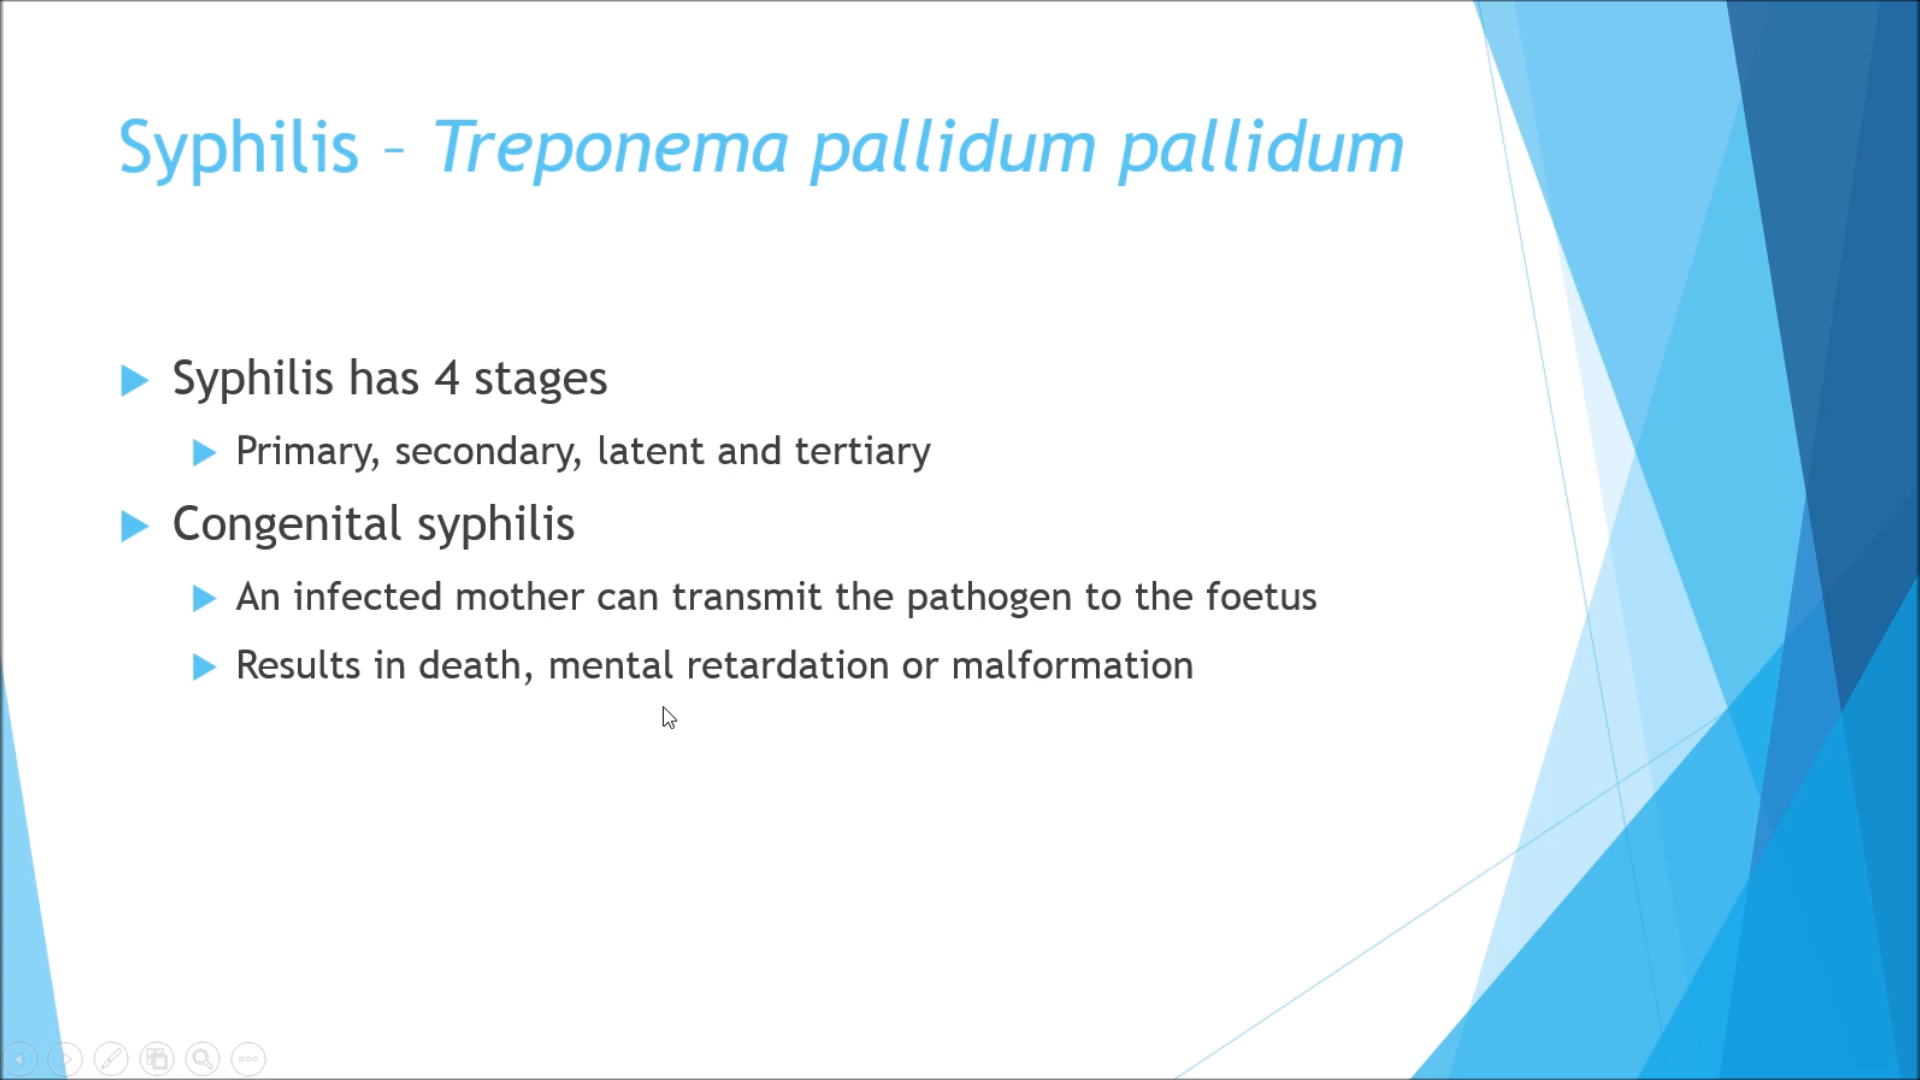 Syphilis – Treponema pallidum pallidum
Syphilis has 4 stages
Primary, secondary, latent and tertiary
Congenital syphilis
An infected mother can transmit the pathogen to the foetus
Results in death, mental retardation or malformation